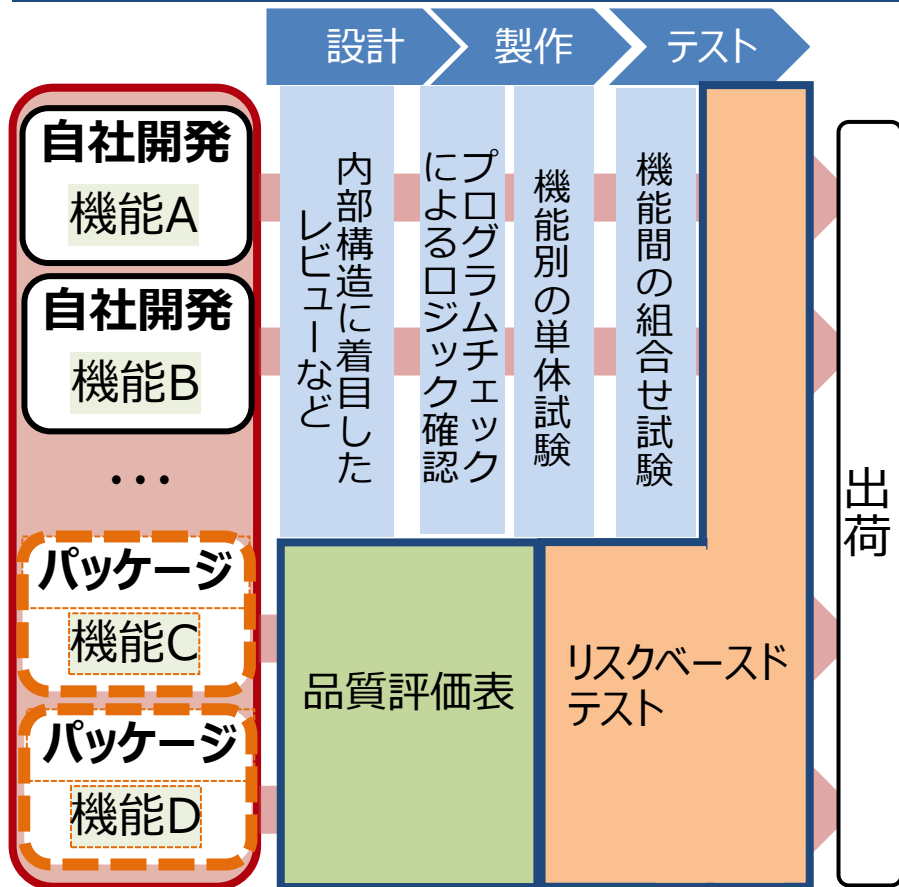 設計
製作
テスト
自社開発
機能A
自社開発
機能B
…
パッケージ
機能C
パッケージ
機能D
内部構造に着目した
レビューなど
プログラムチェック
によるロジック確認
機能別の単体試験
機能間の組合せ試験
品質評価表
リスクベースド
テスト
出荷